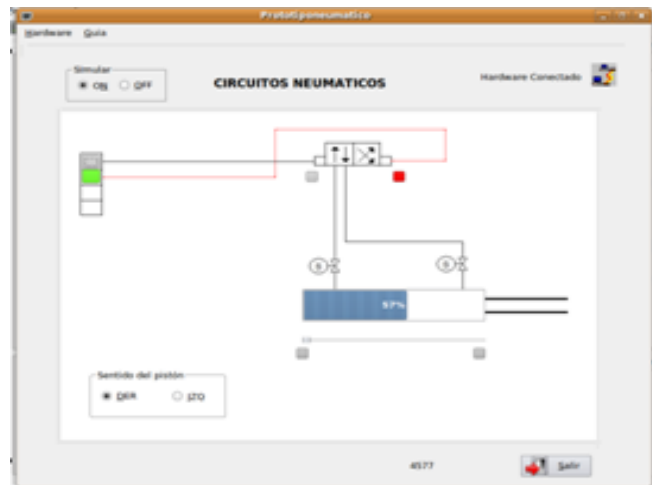 Prototiponeumatico
Hardware Guia
Simular
ON OFF
CIRCUITOS NEUMATICOS
Hardware Conectado
57%
Sentido del pistón
DER IZQ
4577
Salir